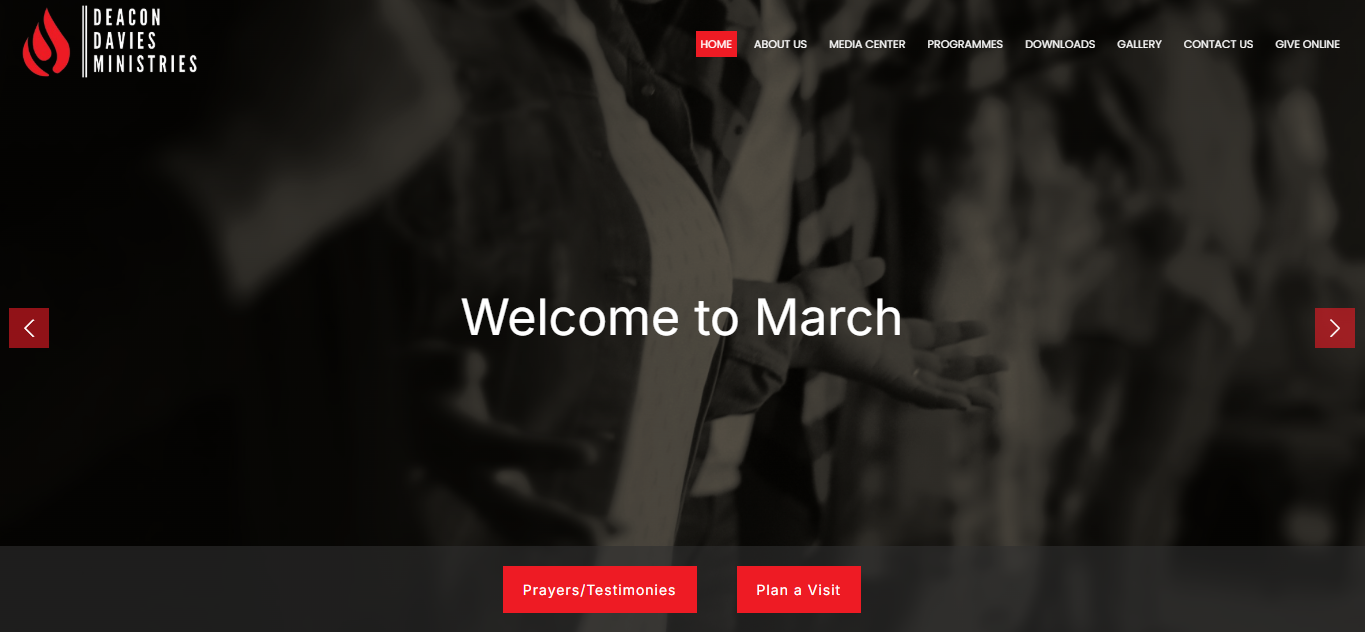 DEACON
DAVIES
MINISTRIES
HOME ABOUT US MEDIA CENTER PROGRAMMES DOWNLOADS GALLERY CONTACT US GIVE ONLINE
Welcome to March
Prayers/Testimonies Plan a Visit